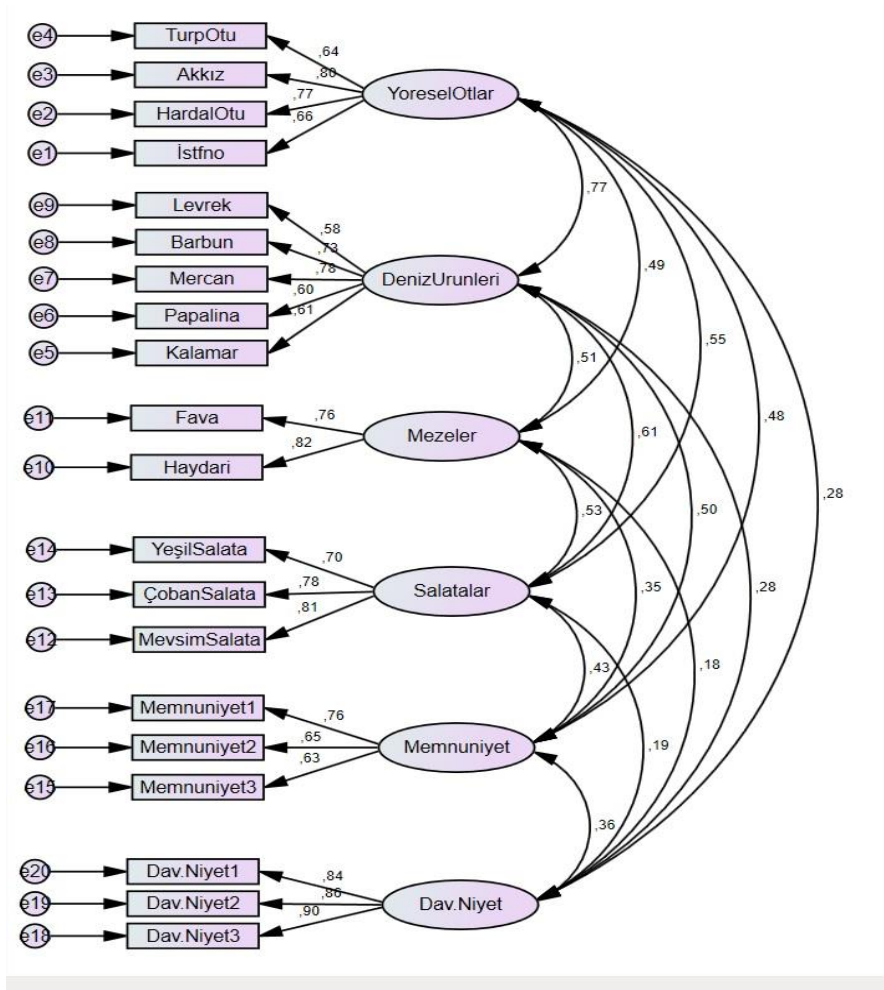 e4 TurpOtu ,64
e3 Akkız ,80
YoreselOtlar
e2 HardalOtu ,77
e1 İstfno ,66
,77
e9 Levrek ,58
e8 Barbun ,73
,49
e7 Mercan ,78
DenizUrunleri
e6 Papalina ,60
e5 Kalamar ,61
,55
,51
e11 Fava ,76
,48
Mezeler
,61
e10 Haydari ,82
,28
,53
,50
e14 YeşilSalata ,70
e13 ÇobanSalata ,78
Salatalar
,35
,28
e12 MevsimSalata ,81
,43
,18
e17 Memnuniyet1 ,76
e16 Memnuniyet2 ,65
Memnuniyet
,19
e15 Memnuniyet3 ,63
,36
e20 Dav.Niyet1 ,84
e19 Dav.Niyet2 ,86
Dav.Niyet
e18 Dav.Niyet3 ,90